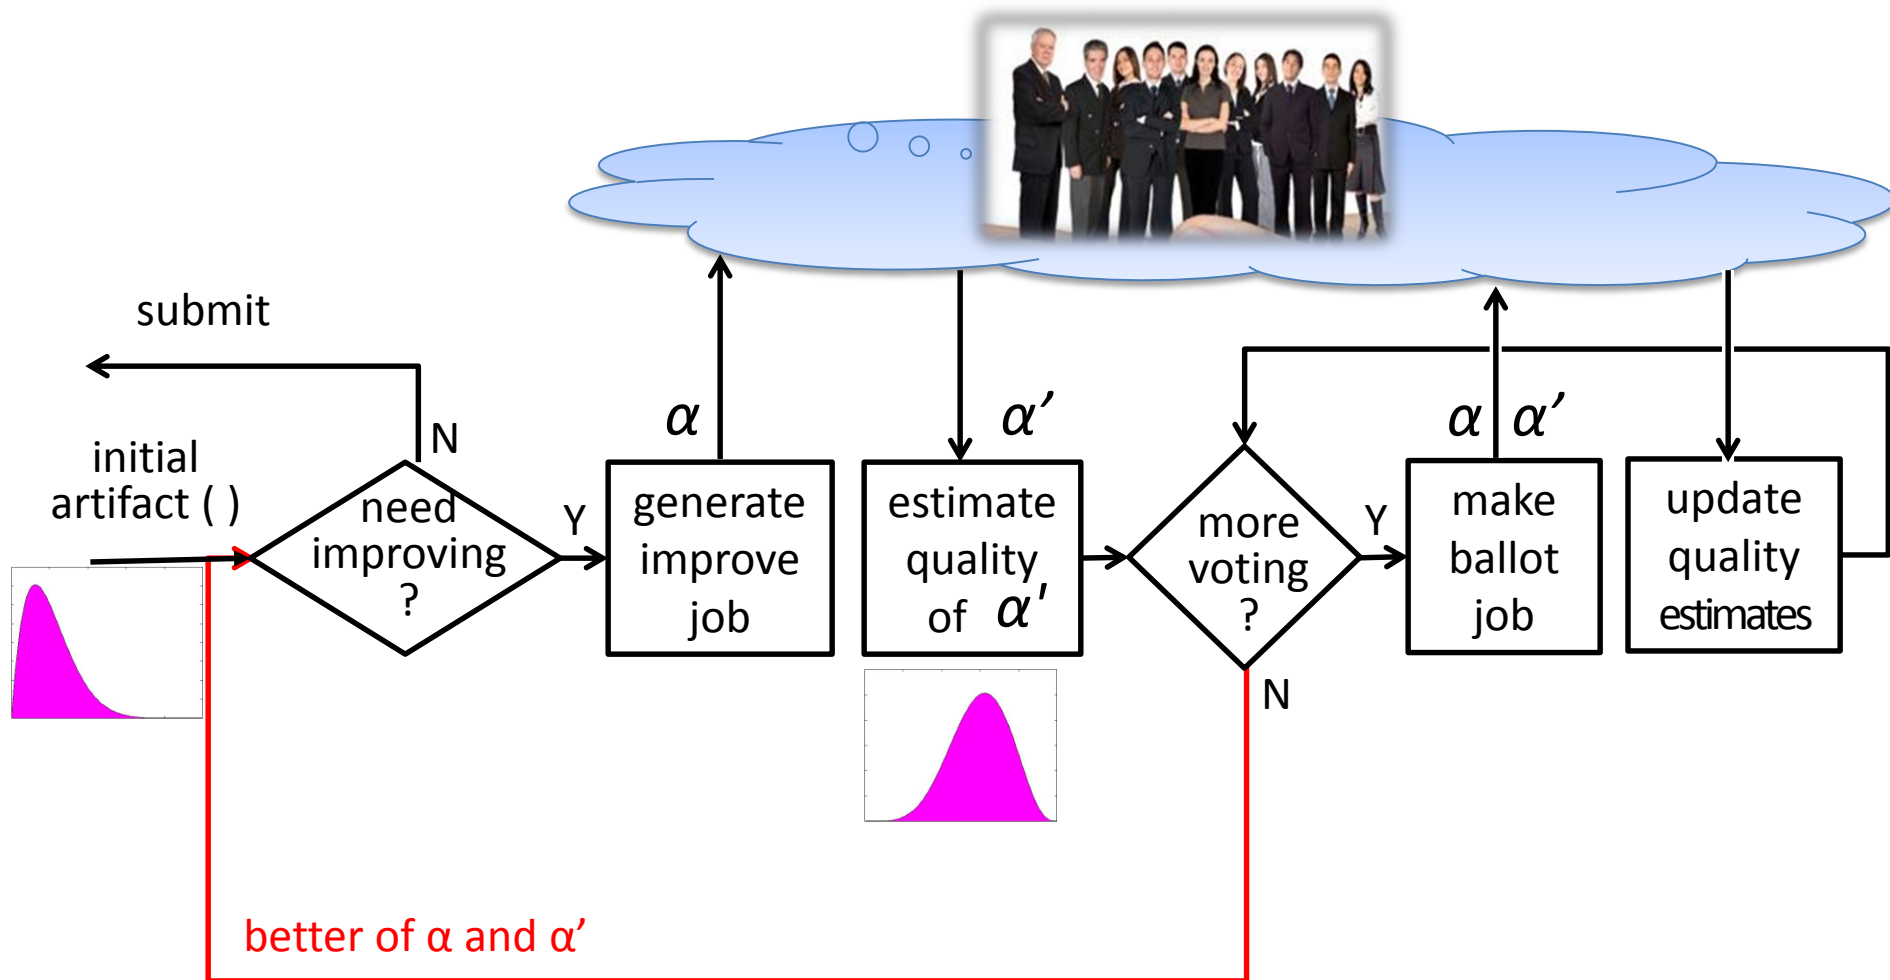 submit
α
α’
α α’
N
initial
artifact ( )
need
improving
?
Y
generate
improve
job
estimate
quality
of α'
more
voting
?
Y
make
ballot
job
update
quality
estimates
N
better of α and α’